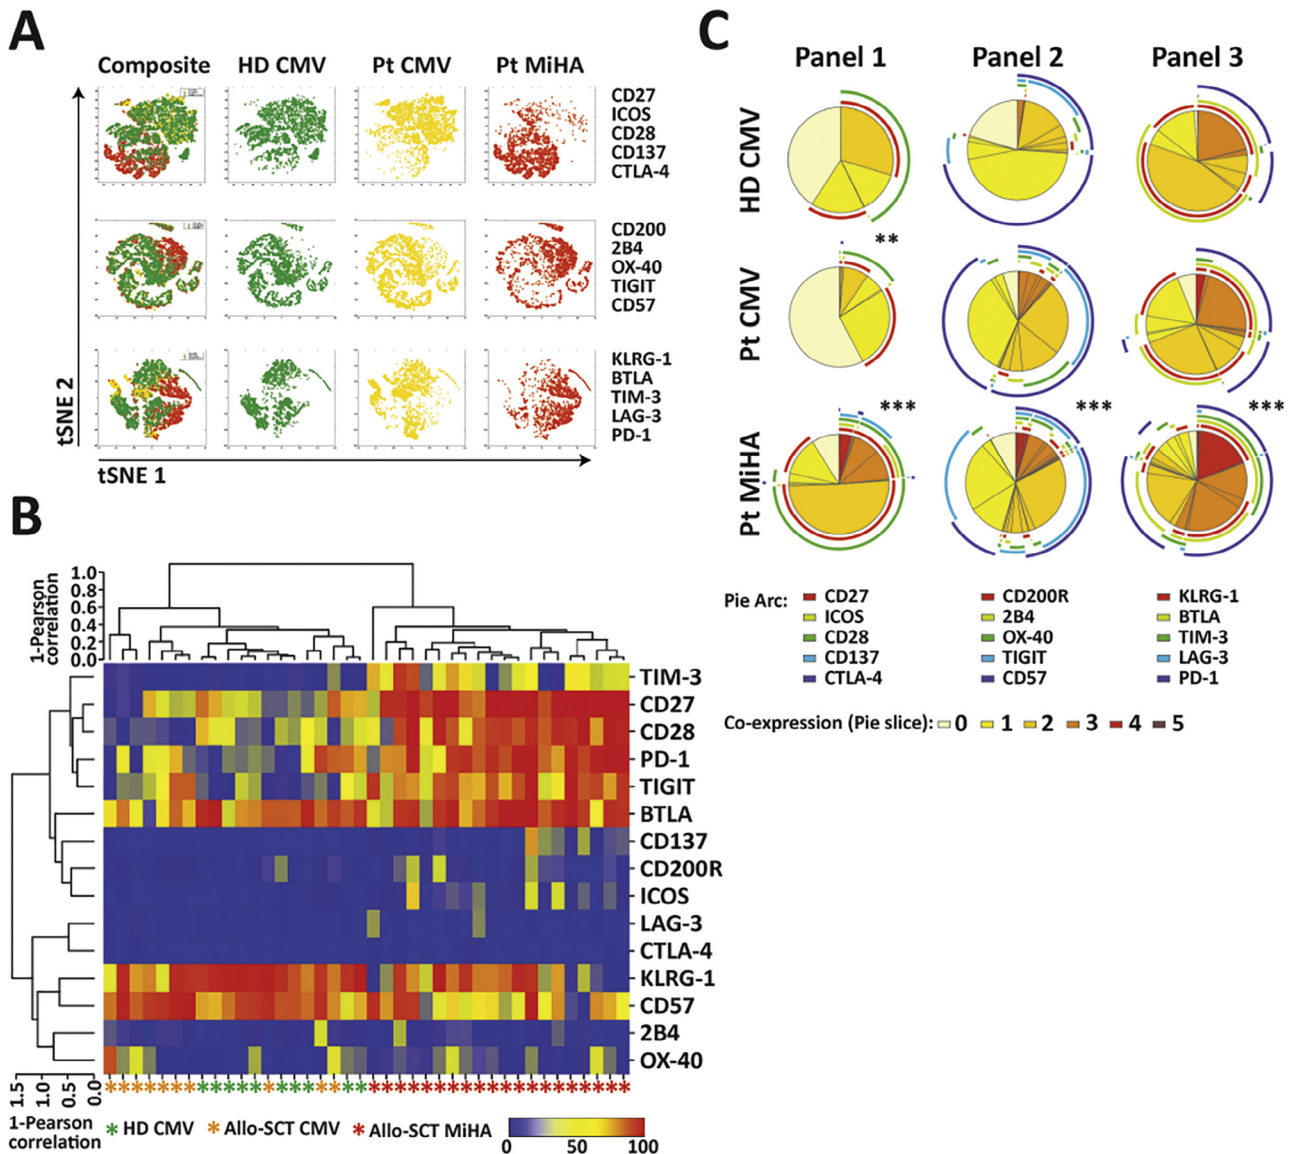 A
Composite
HD CMV
Pt CMV
Pt MiHA
CD27
ICOS
CD28
CD137
CTLA-4
CD200
2B4
OX-40
TIGIT
CD57
KLRG-1
BTLA
TIM-3
LAG-3
PD-1
tSNE 2
tSNE 1
B
1-Pearson
correlation
1.0
0.8
0.6
0.4
0.2
0.0
TIM-3
CD27
CD28
PD-1
TIGIT
BTLA
CD137
CD200R
ICOS
LAG-3
CTLA-4
KLRG-1
CD57
2B4
OX-40
1.5
1.0
0.5
0.0
1-Pearson
correlation
* HD CMV
* Allo-SCT CMV
* Allo-SCT MiHA
0
50
100
C
Panel 1
Panel 2
Panel 3
HD CMV
Pt CMV
**
Pt MiHA
***
***
***
Pie Arc:
CD27
ICOS
CD28
CD137
CTLA-4
CD200R
2B4
OX-40
TIGIT
CD57
KLRG-1
BTLA
TIM-3
LAG-3
PD-1
Co-expression (Pie slice): 0 1 2 3 4 5